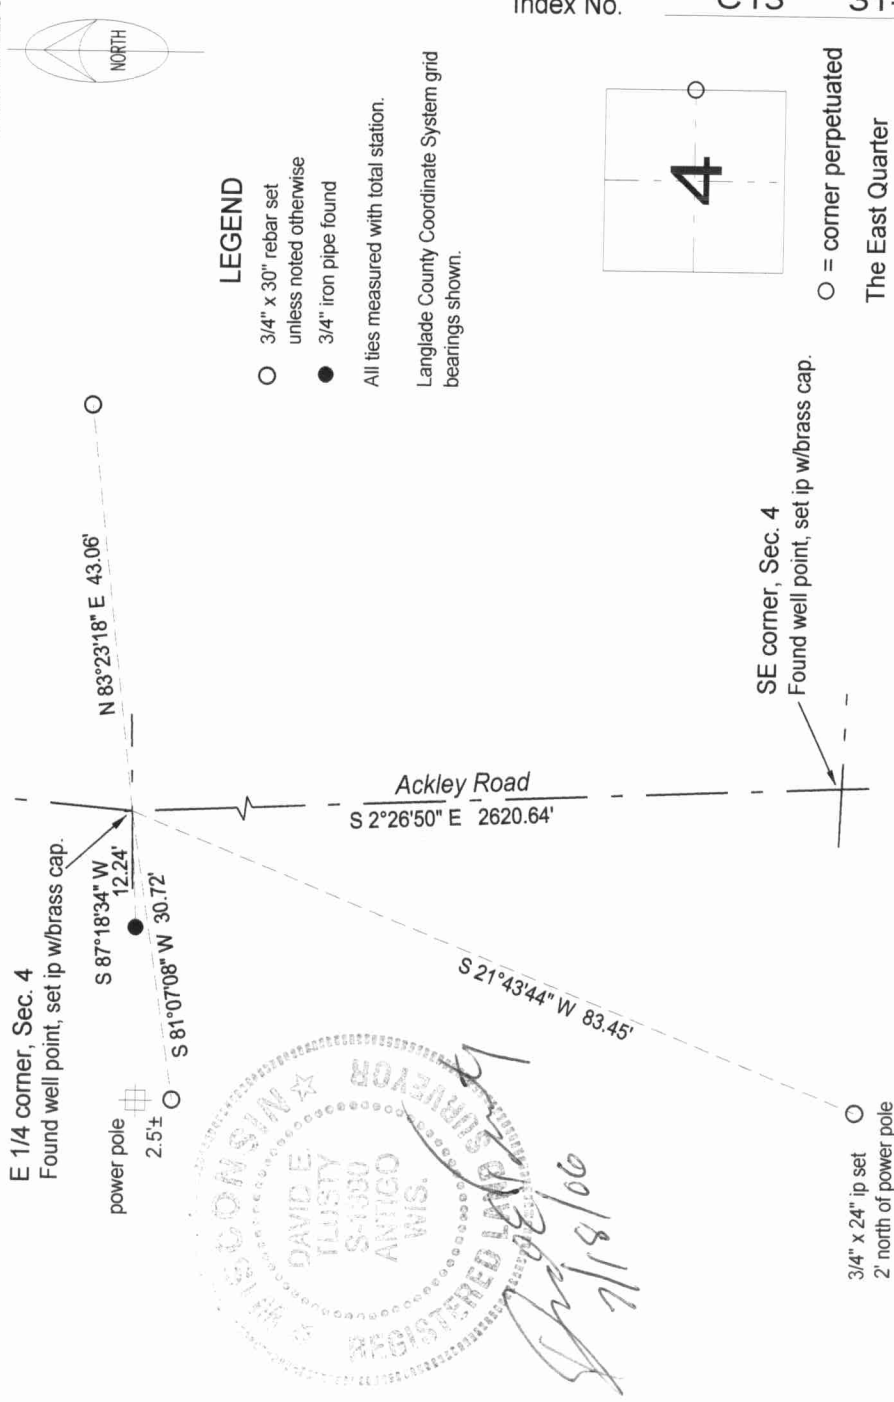 Index No.
NORTH
LEGEND
3/4" x 30" rebar set
unless noted otherwise
3/4" iron pipe found
All ties measured with total station.
Langlade County Coordinate System grid
bearings shown.
4
= corner perpetuated
The East Quarter
E 1/4 corner, Sec. 4
Found well point, set ip w/brass cap.
N 83°23'18" E 43.06'
S 87°18'34" W
12.24'
S 81°07'08" W 30.72'
power pole
2.5'±
Ackley Road
S 2°26'50" E 2620.64'
S 21°43'44" W 83.45'
SE corner, Sec. 4
Found well point, set ip w/brass cap.
3/4" x 24" ip set
2' north of power pole
WISCONSIN
DAVID E.
TLUSTY
ANTIGO
WIS.
REGISTERED LAND SURVEYOR
7/18/06